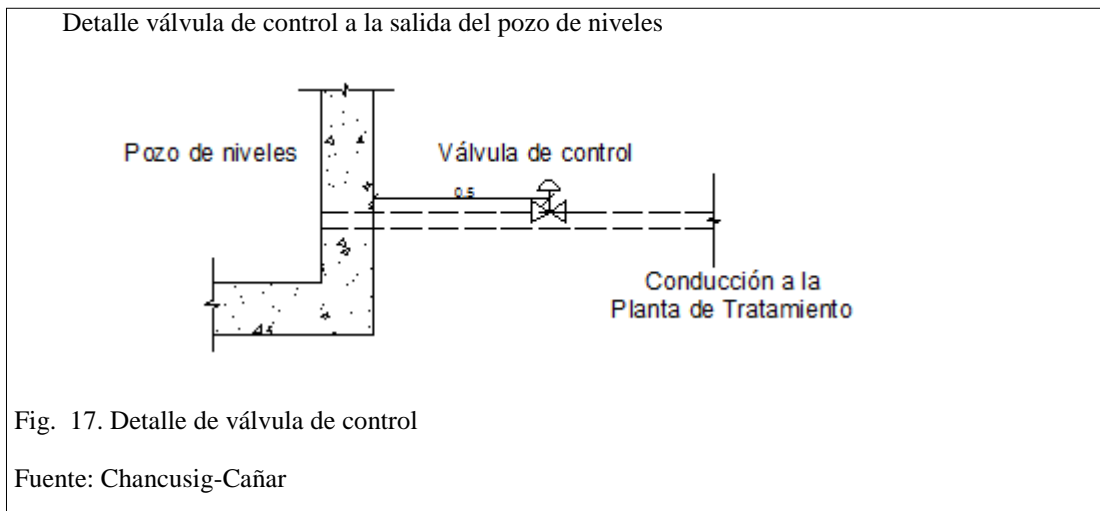 Detalle válvula de control a la salida del pozo de niveles
Pozo de niveles
Válvula de control
0.5
Conducción a la
Planta de Tratamiento
Fig. 17. Detalle de válvula de control
Fuente: Chancusig-Cañar